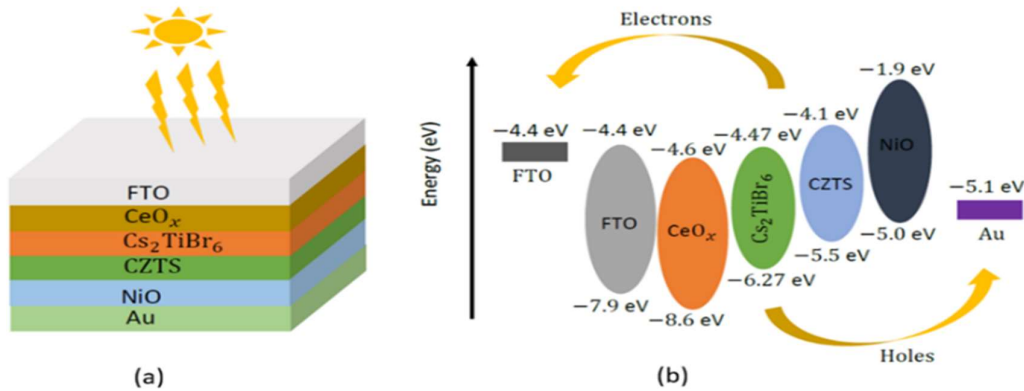 FTO
CeOₓ
Cs₂TiBr₆
CZTS
NiO
Au
(a)
Electrons
Energy (eV)
−4.4 eV
FTO
−4.4 eV
FTO
−7.9 eV
−4.6 eV
CeOₓ
−8.6 eV
−4.47 eV
Cs₂TiBr₆
−6.27 eV
−4.1 eV
CZTS
−5.5 eV
−1.9 eV
NiO
−5.0 eV
−5.1 eV
Au
Holes
(b)